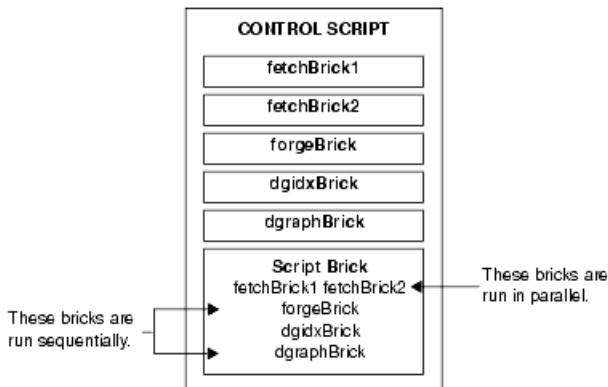 CONTROL SCRIPT
fetchBrick1
fetchBrick2
forgeBrick
dgidxBrick
dgraphBrick
Script Brick
fetchBrick1 fetchBrick2
forgeBrick
dgidxBrick
dgraphBrick
These bricks are
run in parallel.
These bricks are
run sequentially.